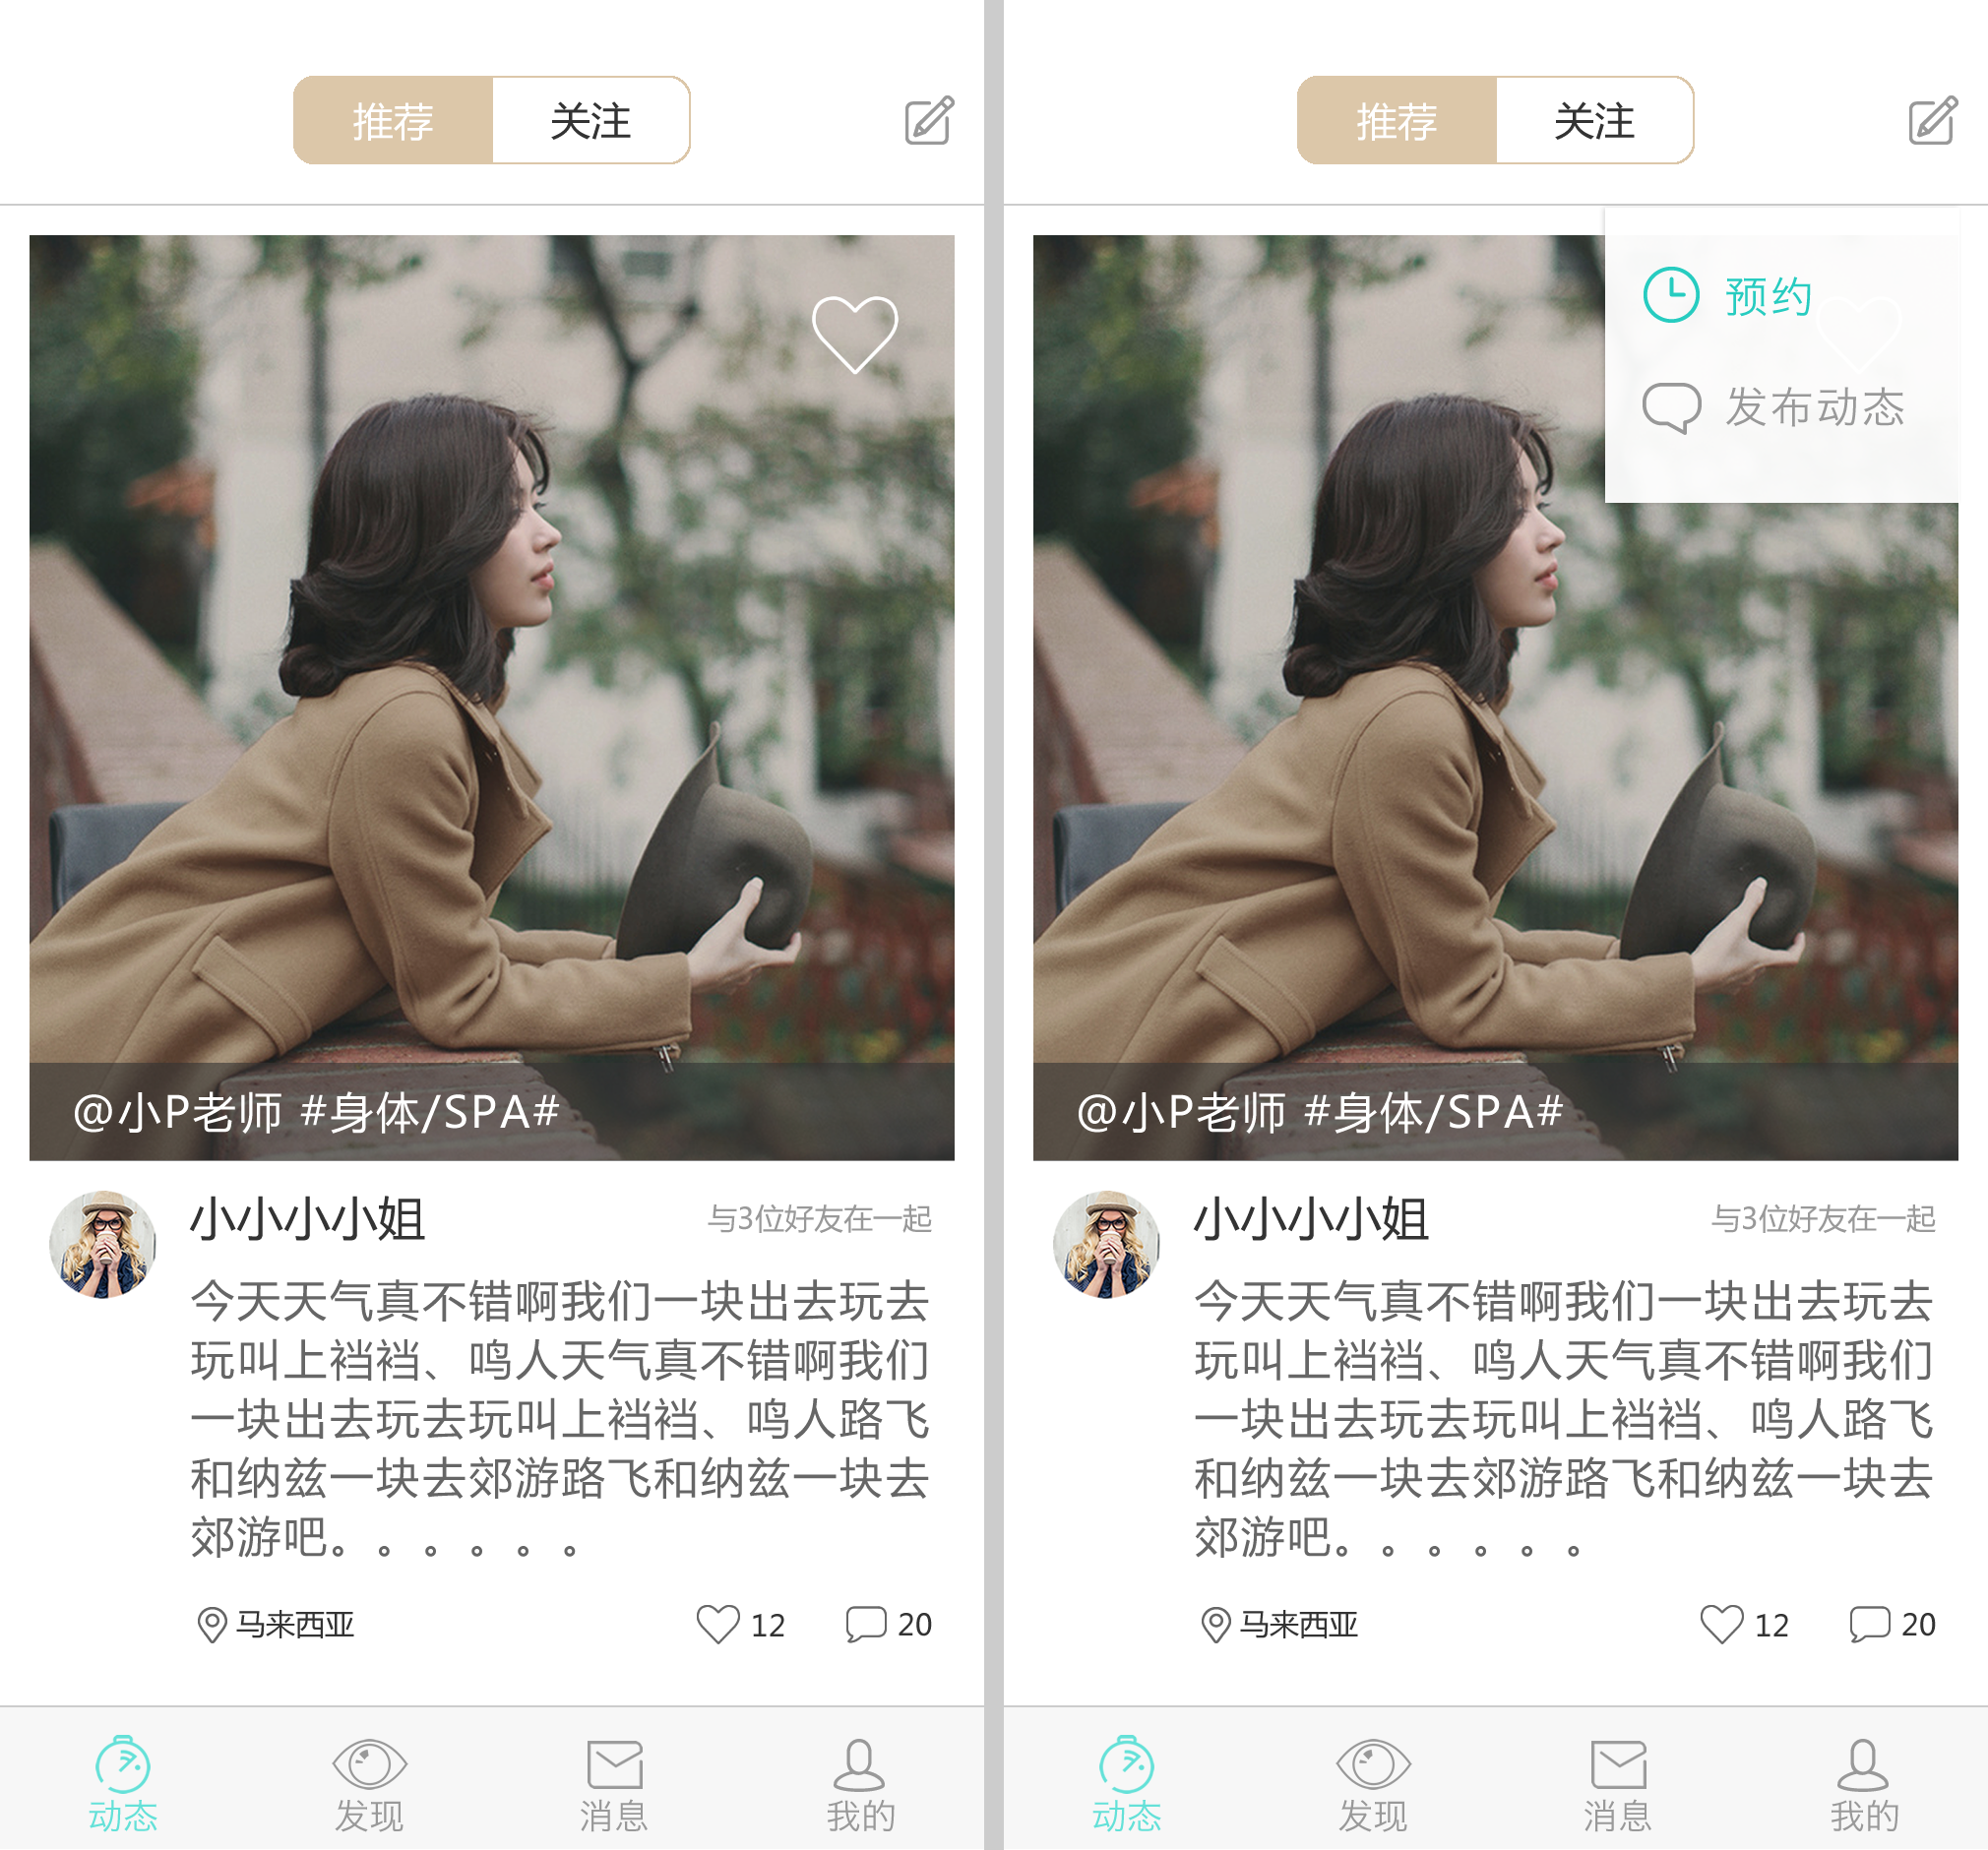 推荐 关注
@小P老师 #身体/SPA#
小小小小姐
与3位好友在一起
今天天气真不错啊我们一块出去玩去
玩叫上裆裆、鸣人天气真不错啊我们
一块出去玩去玩叫上裆裆、鸣人路飞
和纳兹一块去郊游路飞和纳兹一块去
郊游吧。。。。。。
马来西亚
12
20
动态 发现 消息 我的
推荐 关注
预约
发布动态
@小P老师 #身体/SPA#
小小小小姐
与3位好友在一起
今天天气真不错啊我们一块出去玩去
玩叫上裆裆、鸣人天气真不错啊我们
一块出去玩去玩叫上裆裆、鸣人路飞
和纳兹一块去郊游路飞和纳兹一块去
郊游吧。。。。。。
马来西亚
12
20
动态 发现 消息 我的